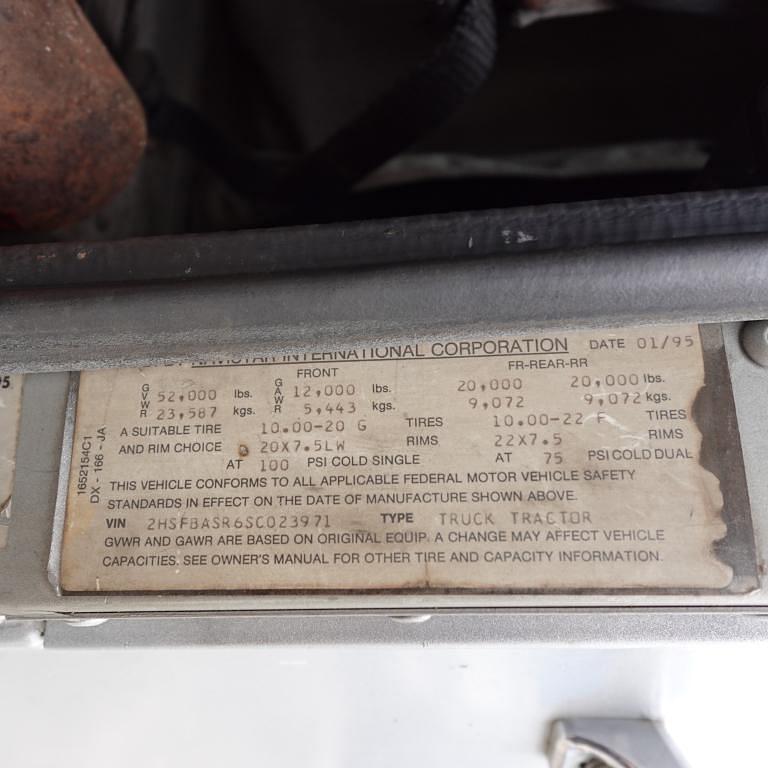 NAVISTAR INTERNATIONAL CORPORATION DATE 01/95
FRONT FR-REAR-RR
GVWR 52,000 lbs. GAWR 12,000 lbs. 20,000 20,000 lbs.
23,587 kgs. 5,443 kgs. 9,072 9,072 kgs.
A SUITABLE TIRE 10.00-20 G TIRES 10.00-22 F TIRES
AND RIM CHOICE 20X7.5LW RIMS 22X7.5 RIMS
AT 100 PSI COLD SINGLE AT 75 PSI COLD DUAL
THIS VEHICLE CONFORMS TO ALL APPLICABLE FEDERAL MOTOR VEHICLE SAFETY
STANDARDS IN EFFECT ON THE DATE OF MANUFACTURE SHOWN ABOVE.
VIN 2HSFBASR6SC023971 TYPE TRUCK TRACTOR
GVWR AND GAWR ARE BASED ON ORIGINAL EQUIP. A CHANGE MAY AFFECT VEHICLE
CAPACITIES. SEE OWNER'S MANUAL FOR OTHER TIRE AND CAPACITY INFORMATION.
1652154C1
DX-166-JA